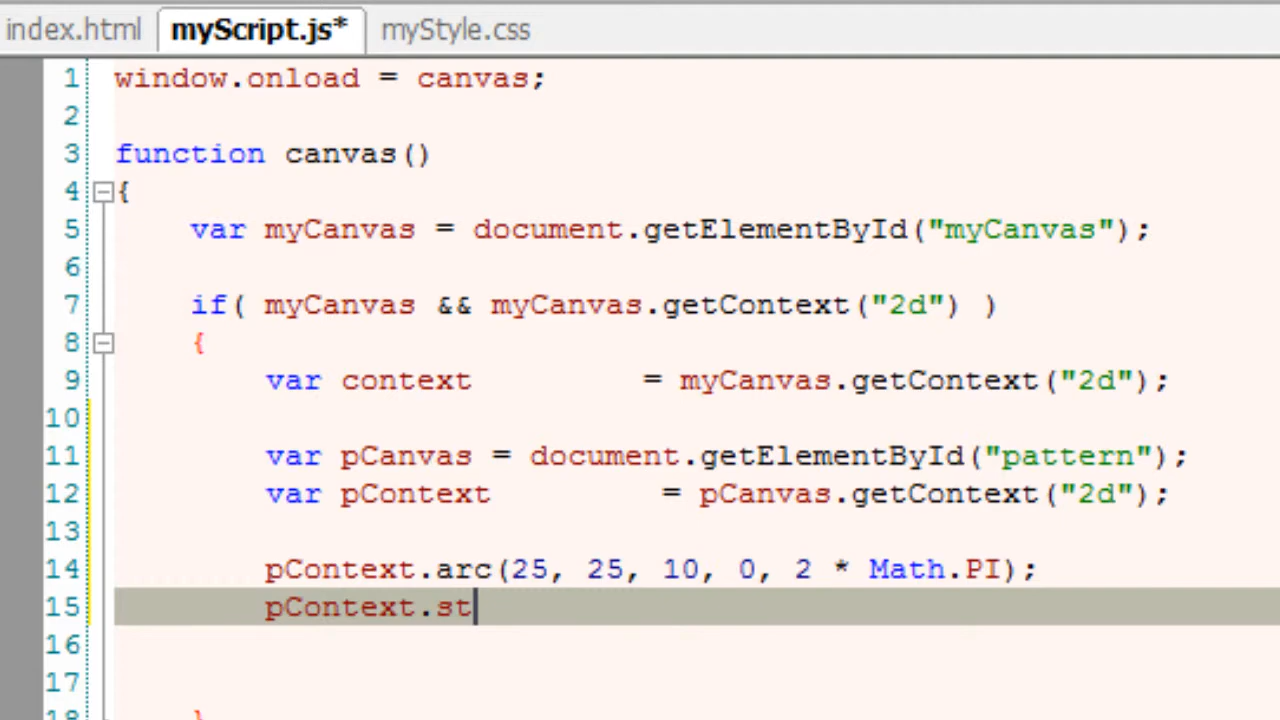 index.html myScript.js* myStyle.css
1 window.onload = canvas;
2
3 function canvas()
4 {
5 var myCanvas = document.getElementById("myCanvas");
6
7 if( myCanvas && myCanvas.getContext("2d") )
8 {
9 var context = myCanvas.getContext("2d");
10
11 var pCanvas = document.getElementById("pattern");
12 var pContext = pCanvas.getContext("2d");
13
14 pContext.arc(25, 25, 10, 0, 2 * Math.PI);
15 pContext.st
16
17
18 }